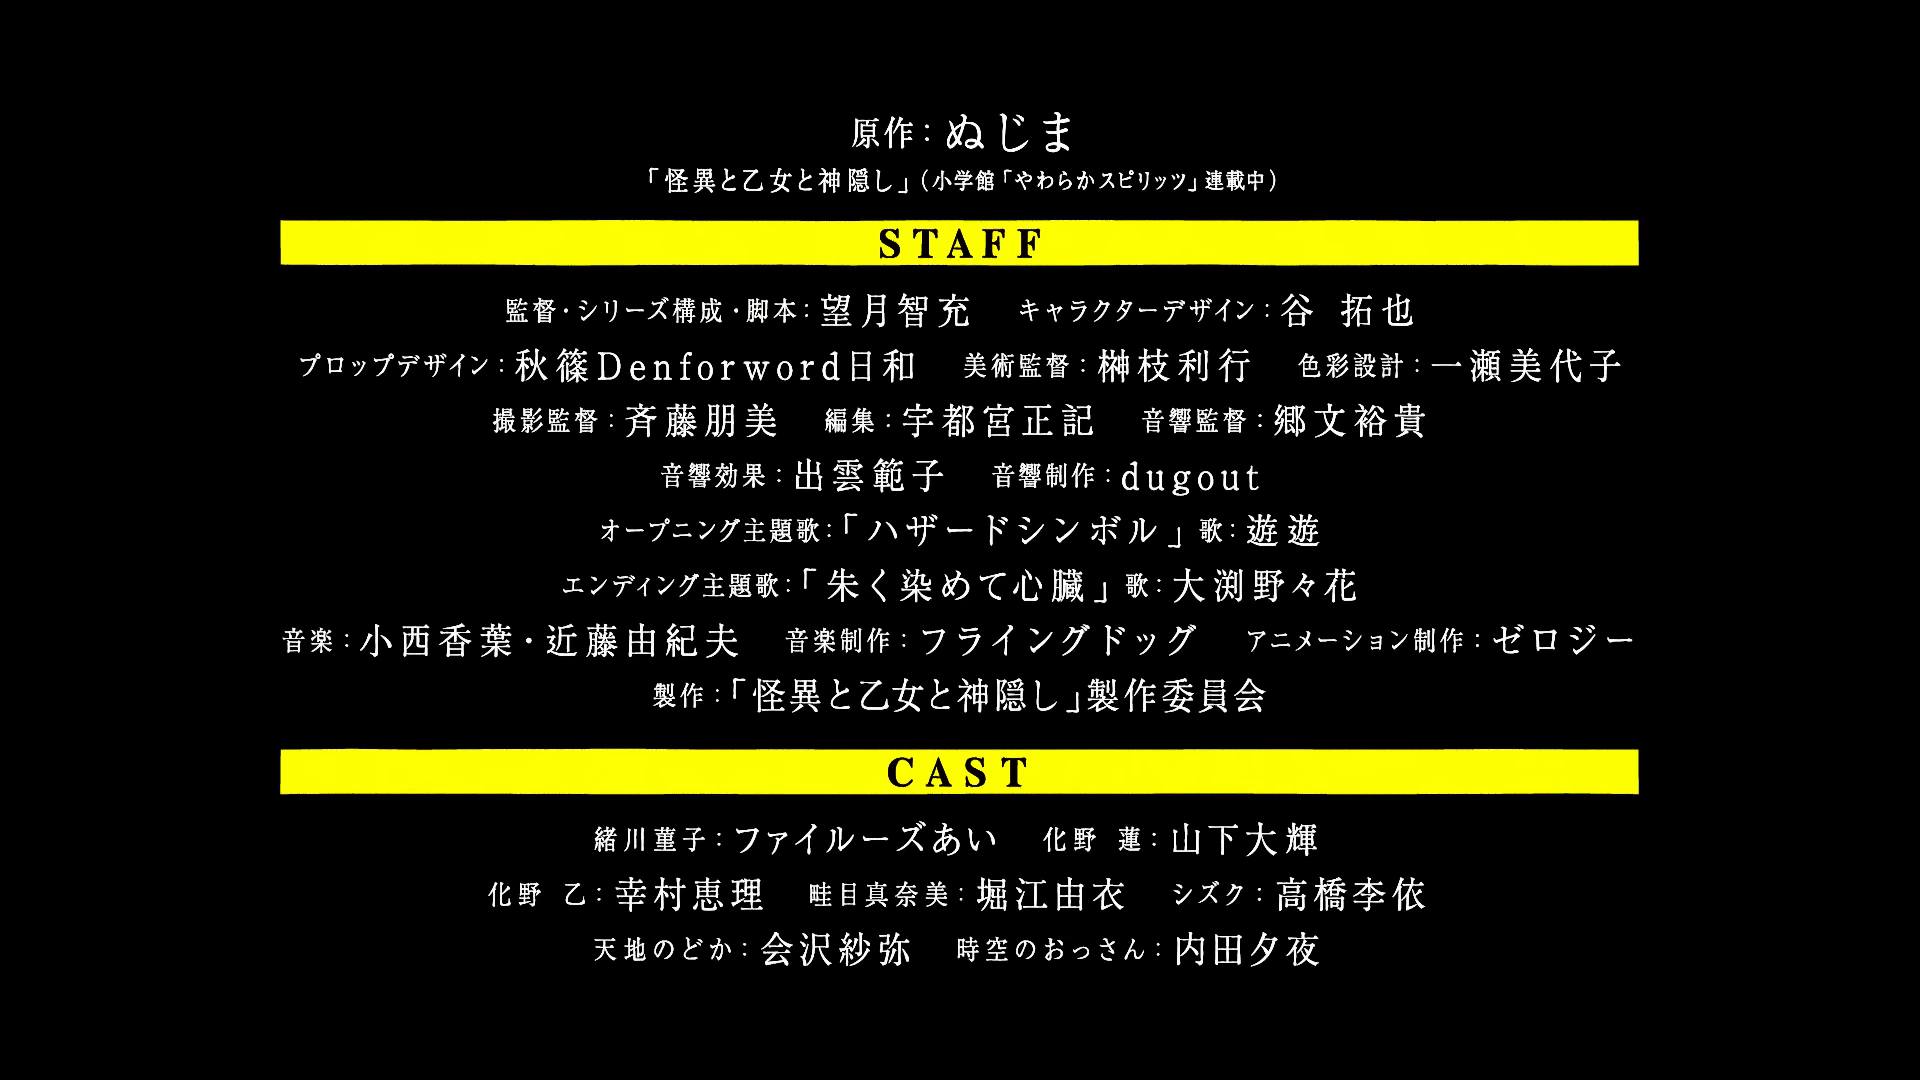 原作：ぬじま
「怪異と乙女と神隠し」（小学館「やわらかスピリッツ」連載中）
STAFF
監督・シリーズ構成・脚本：望月智充　キャラクターデザイン：谷 拓也
プロップデザイン：秋篠Denforword日和　美術監督：榊枝利行　色彩設計：一瀬美代子
撮影監督：斉藤朋美　編集：宇都宮正記　音響監督：郷文裕貴
音響効果：出雲範子　音響制作：dugout
オープニング主題歌：「ハザードシンボル」歌：遊遊
エンディング主題歌：「朱く染めて心臓」歌：大渕野々花
音楽：小西香葉・近藤由紀夫　音楽制作：フライングドッグ　アニメーション制作：ゼロジー
製作：「怪異と乙女と神隠し」製作委員会
CAST
緒川菫子：ファイルーズあい　化野 蓮：山下大輝
化野 乙：幸村恵理　畦目真奈美：堀江由衣　シズク：高橋李依
天地のどか：会沢紗弥　時空のおっさん：内田夕夜